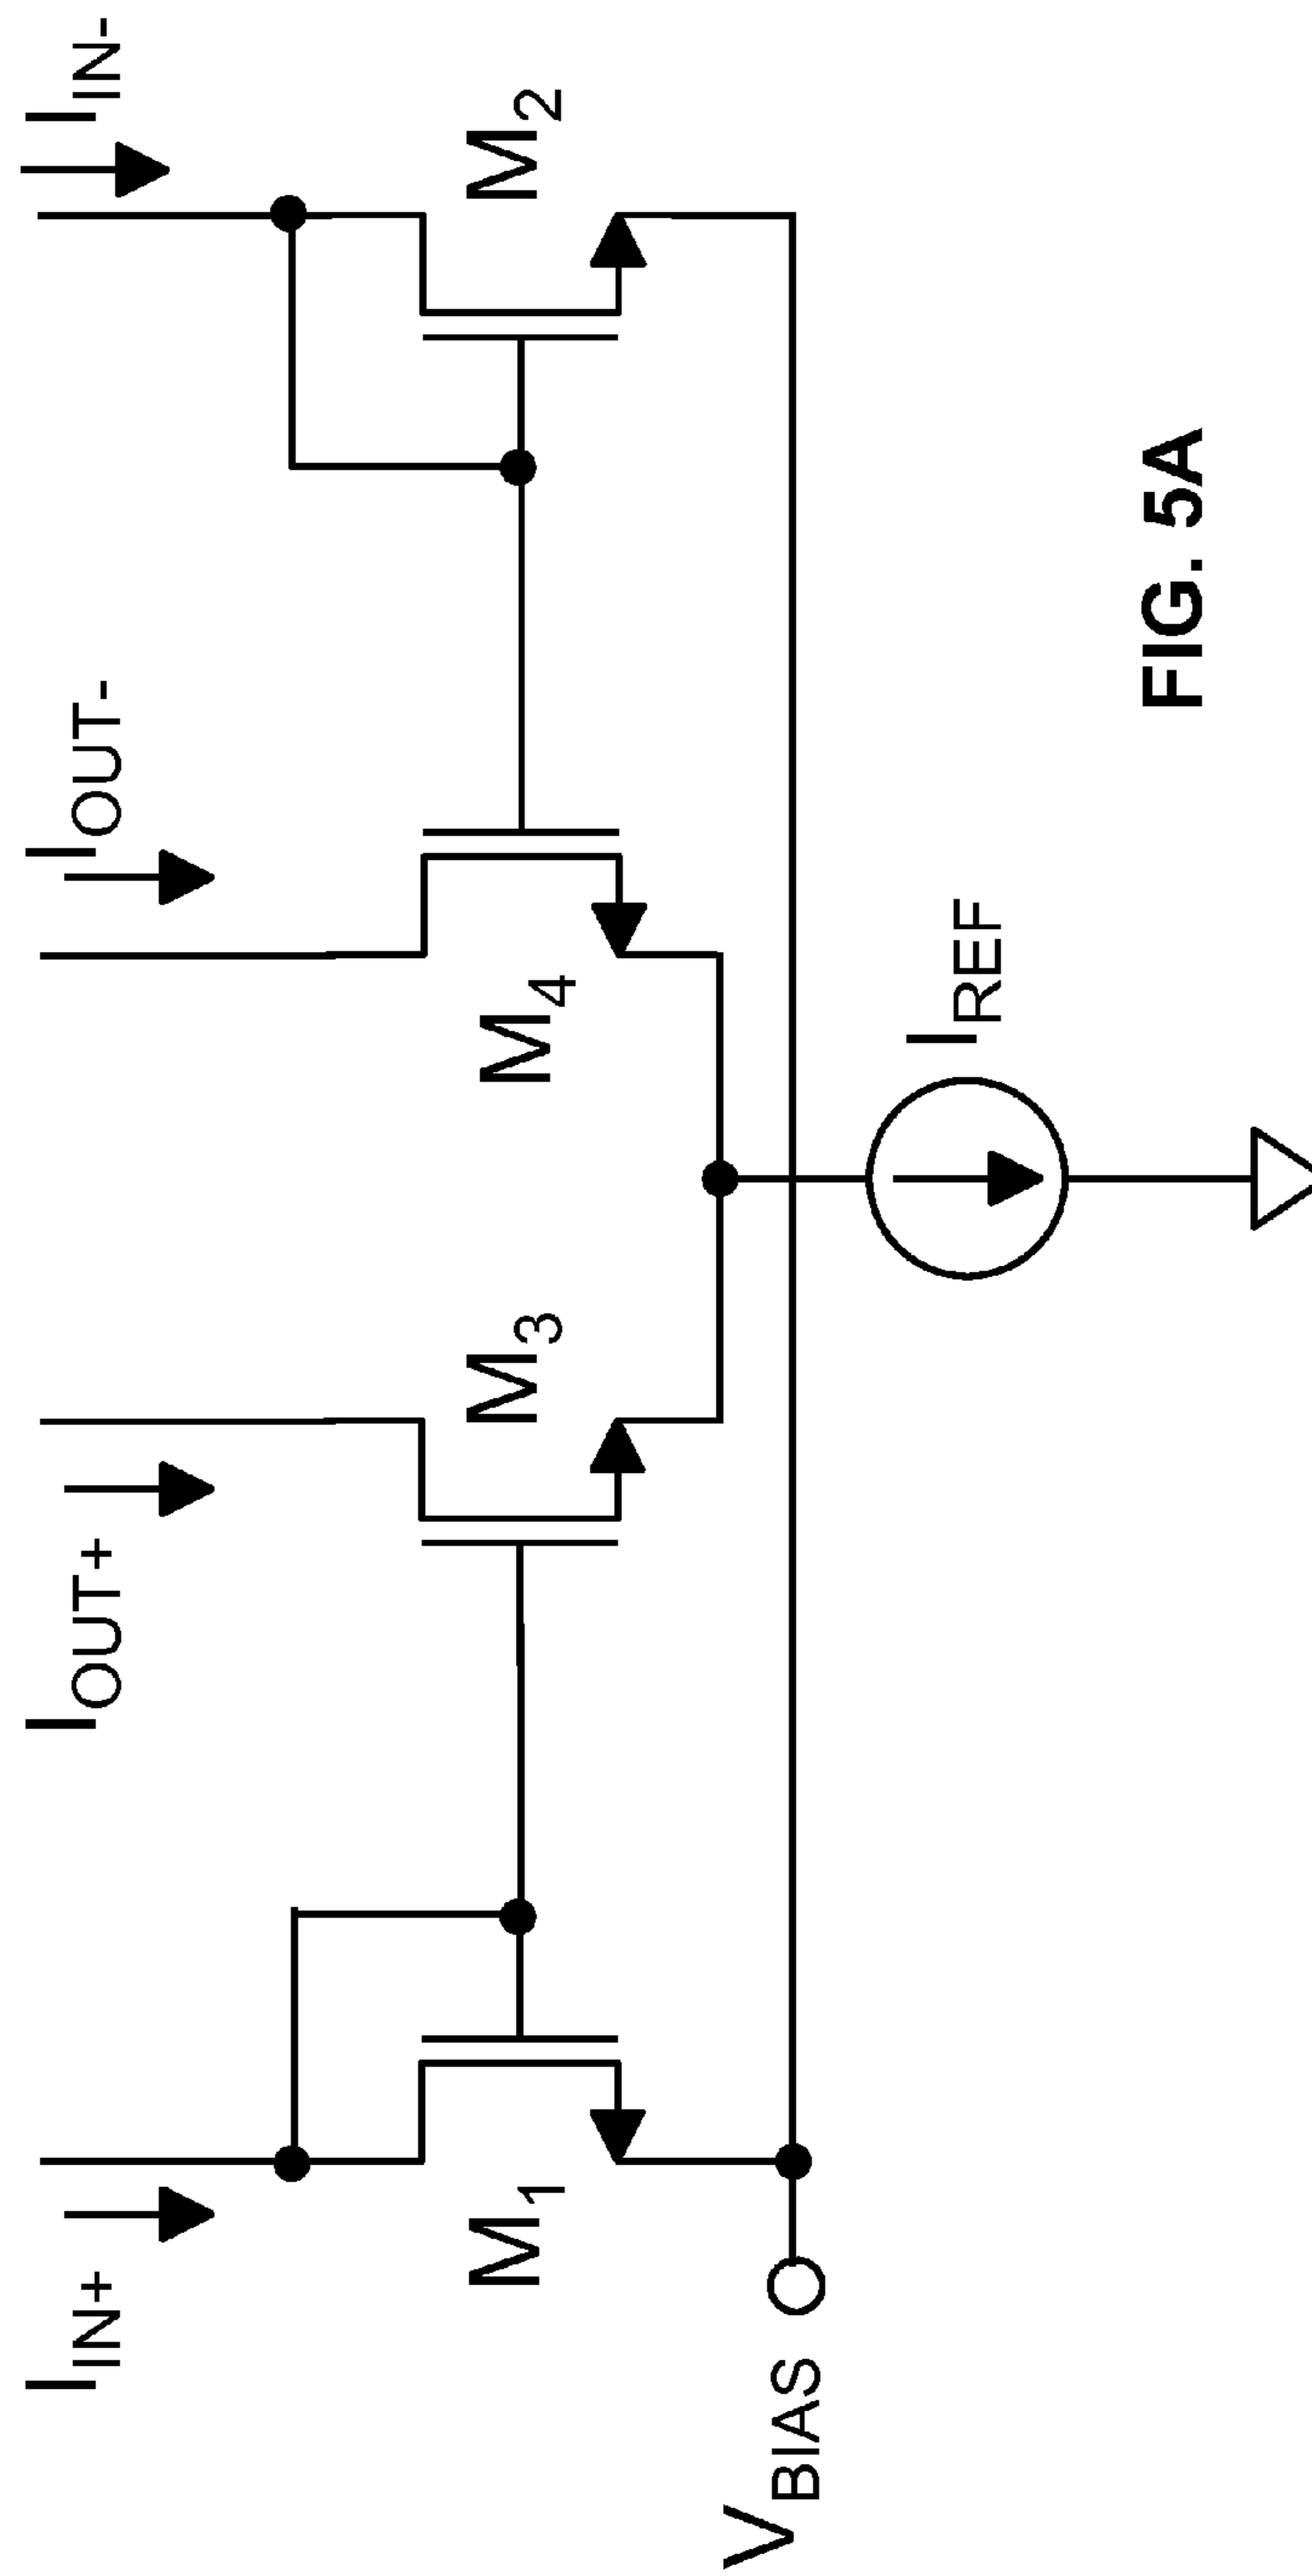 I_IN+
I_OUT+
I_OUT-
I_IN-
M_1
M_3
M_4
M_2
V_BIAS
I_REF
FIG. 5A